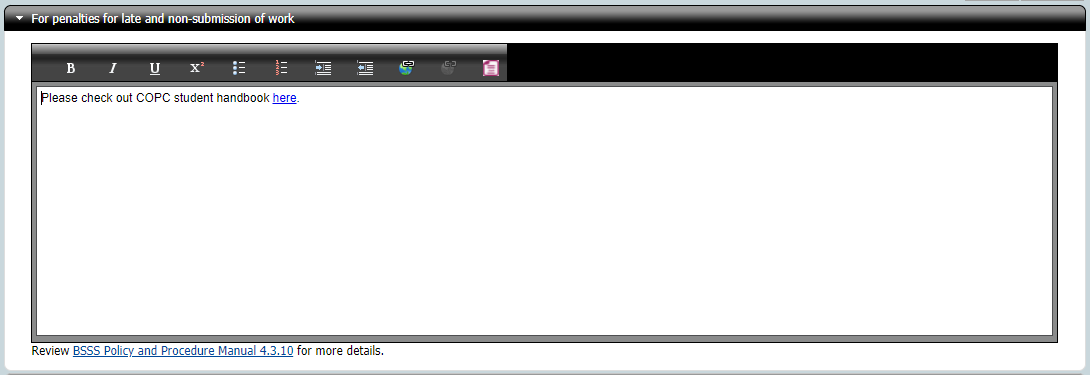 For penalties for late and non-submission of work
B I U X²
Please check out COPC student handbook here.
Review BSSS Policy and Procedure Manual 4.3.10 for more details.